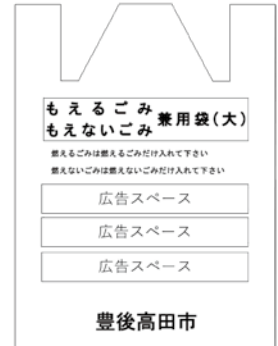 もえるごみ
もえないごみ
兼用袋(大)
燃えるごみは燃えるごみだけ入れて下さい
燃えないごみは燃えないごみだけ入れて下さい
広告スペース
広告スペース
広告スペース
豊後高田市